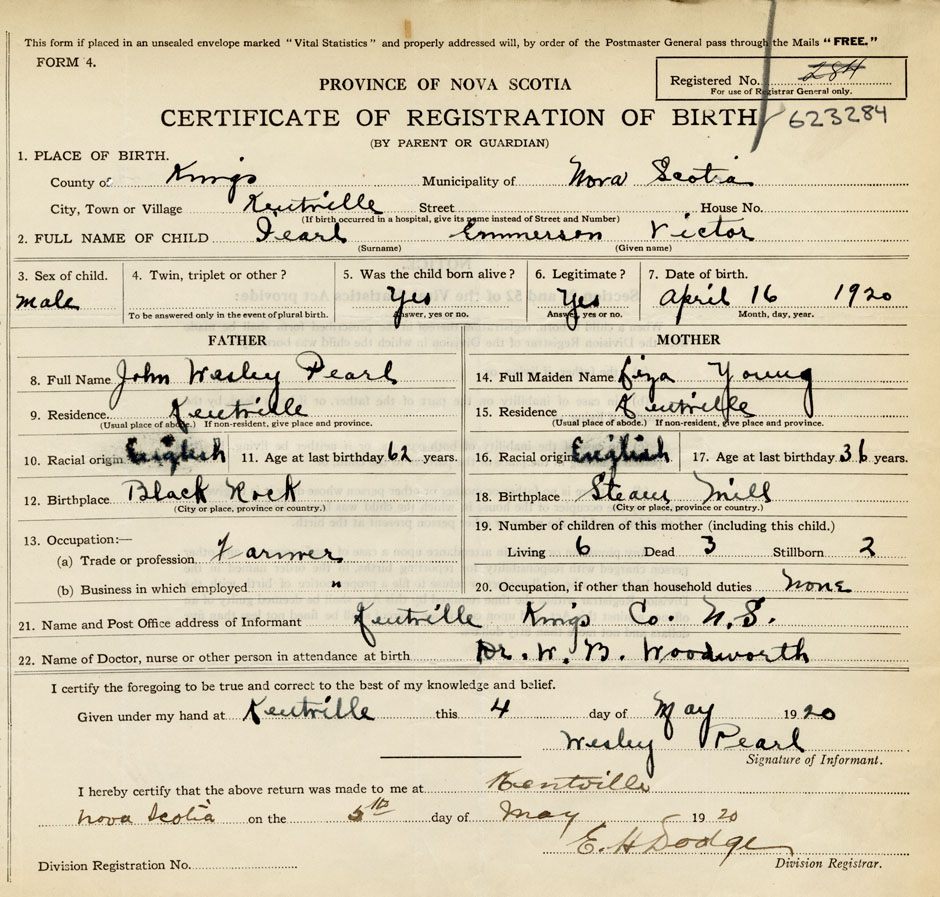 This form if placed in an unsealed envelope marked "Vital Statistics" and properly addressed will, by order of the Postmaster General pass through the Mails "FREE."
FORM 4.
Registered No. 284
For use of Registrar General only.
PROVINCE OF NOVA SCOTIA
CERTIFICATE OF REGISTRATION OF BIRTH 623284
(BY PARENT OR GUARDIAN)
1. PLACE OF BIRTH.
County of Kings Municipality of Nova Scotia
City, Town or Village Kentville Street House No.
(If birth occurred in a hospital, give its name instead of Street and Number)
2. FULL NAME OF CHILD Pearl Emmerson Victor
(Surname) (Given name)
3. Sex of child. 4. Twin, triplet or other? 5. Was the child born alive? 6. Legitimate? 7. Date of birth.
male Yes Yes April 16 1920
To be answered only in the event of plural birth. Answer, yes or no. Answer, yes or no. Month, day, year.
FATHER MOTHER
8. Full Name John Wesley Pearl 14. Full Maiden Name Liza Young
9. Residence Kentville 15. Residence Kentville
(Usual place of abode.) If non-resident, give place and province. (Usual place of abode.) If non-resident, give place and province.
10. Racial origin English 11. Age at last birthday 62 years. 16. Racial origin English 17. Age at last birthday 36 years.
12. Birthplace Black Rock 18. Birthplace Steam Mill
(City or place, province or country.) (City or place, province or country.)
13. Occupation:— 19. Number of children of this mother (including this child.)
(a) Trade or profession Farmer Living 6 Dead 3 Stillborn 2
(b) Business in which employed " 20. Occupation, if other than household duties none
21. Name and Post Office address of Informant Kentville Kings Co. N.S.
22. Name of Doctor, nurse or other person in attendance at birth Dr. W. B. Woodworth
I certify the foregoing to be true and correct to the best of my knowledge and belief.
Given under my hand at Kentville this 4 day of May 1920
Wesley Pearl
Signature of Informant.
I hereby certify that the above return was made to me at Kentville
Nova Scotia on the 5th day of May 1920
E. H Dodge
Division Registration No. Division Registrar.